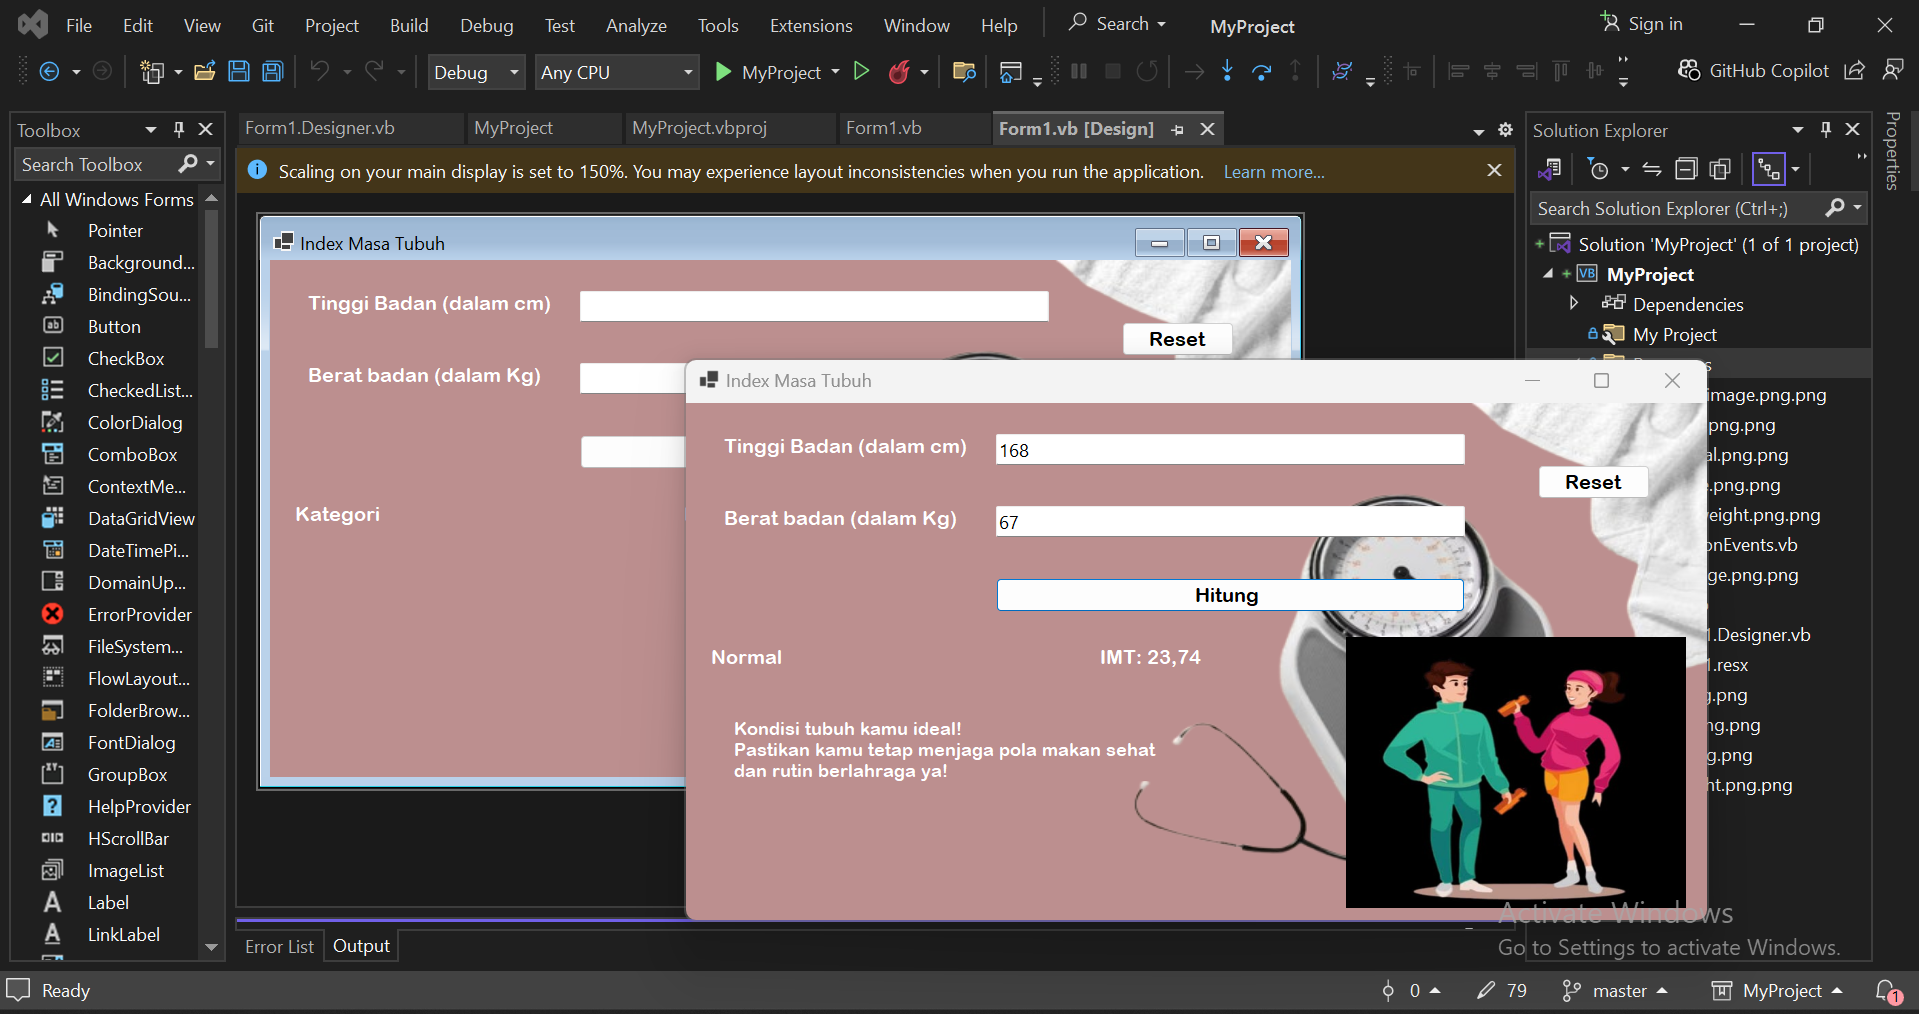 File Edit View Git Project Build Debug Test Analyze Tools Extensions Window Help Search MyProject Sign in
Debug Any CPU MyProject GitHub Copilot
Toolbox
Search Toolbox
All Windows Forms
Pointer
Background...
BindingSou...
Button
CheckBox
CheckedList...
ColorDialog
ComboBox
ContextMe...
DataGridView
DateTimePi...
DomainUp...
ErrorProvider
FileSystem...
FlowLayout...
FolderBrow...
FontDialog
GroupBox
HelpProvider
HScrollBar
ImageList
Label
LinkLabel
Form1.Designer.vb MyProject MyProject.vbproj Form1.vb Form1.vb [Design]
Scaling on your main display is set to 150%. You may experience layout inconsistencies when you run the application. Learn more...
Index Masa Tubuh
Tinggi Badan (dalam cm)
Reset
Berat badan (dalam Kg)
Kategori
Index Masa Tubuh
Tinggi Badan (dalam cm) 168
Reset
Berat badan (dalam Kg) 67
Hitung
Normal IMT: 23,74
Kondisi tubuh kamu ideal!
Pastikan kamu tetap menjaga pola makan sehat
dan rutin berlahraga ya!
Solution Explorer
Search Solution Explorer (Ctrl+;)
Solution 'MyProject' (1 of 1 project)
VB MyProject
Dependencies
My Project
image.png.png
png.png
al.png.png
.png.png
eight.png.png
onEvents.vb
ge.png.png
.Designer.vb
.resx
g.png
ng.png
g.png
ht.png.png
Properties
Activate Windows
Go to Settings to activate Windows.
Error List Output
Ready 0 79 master MyProject 1